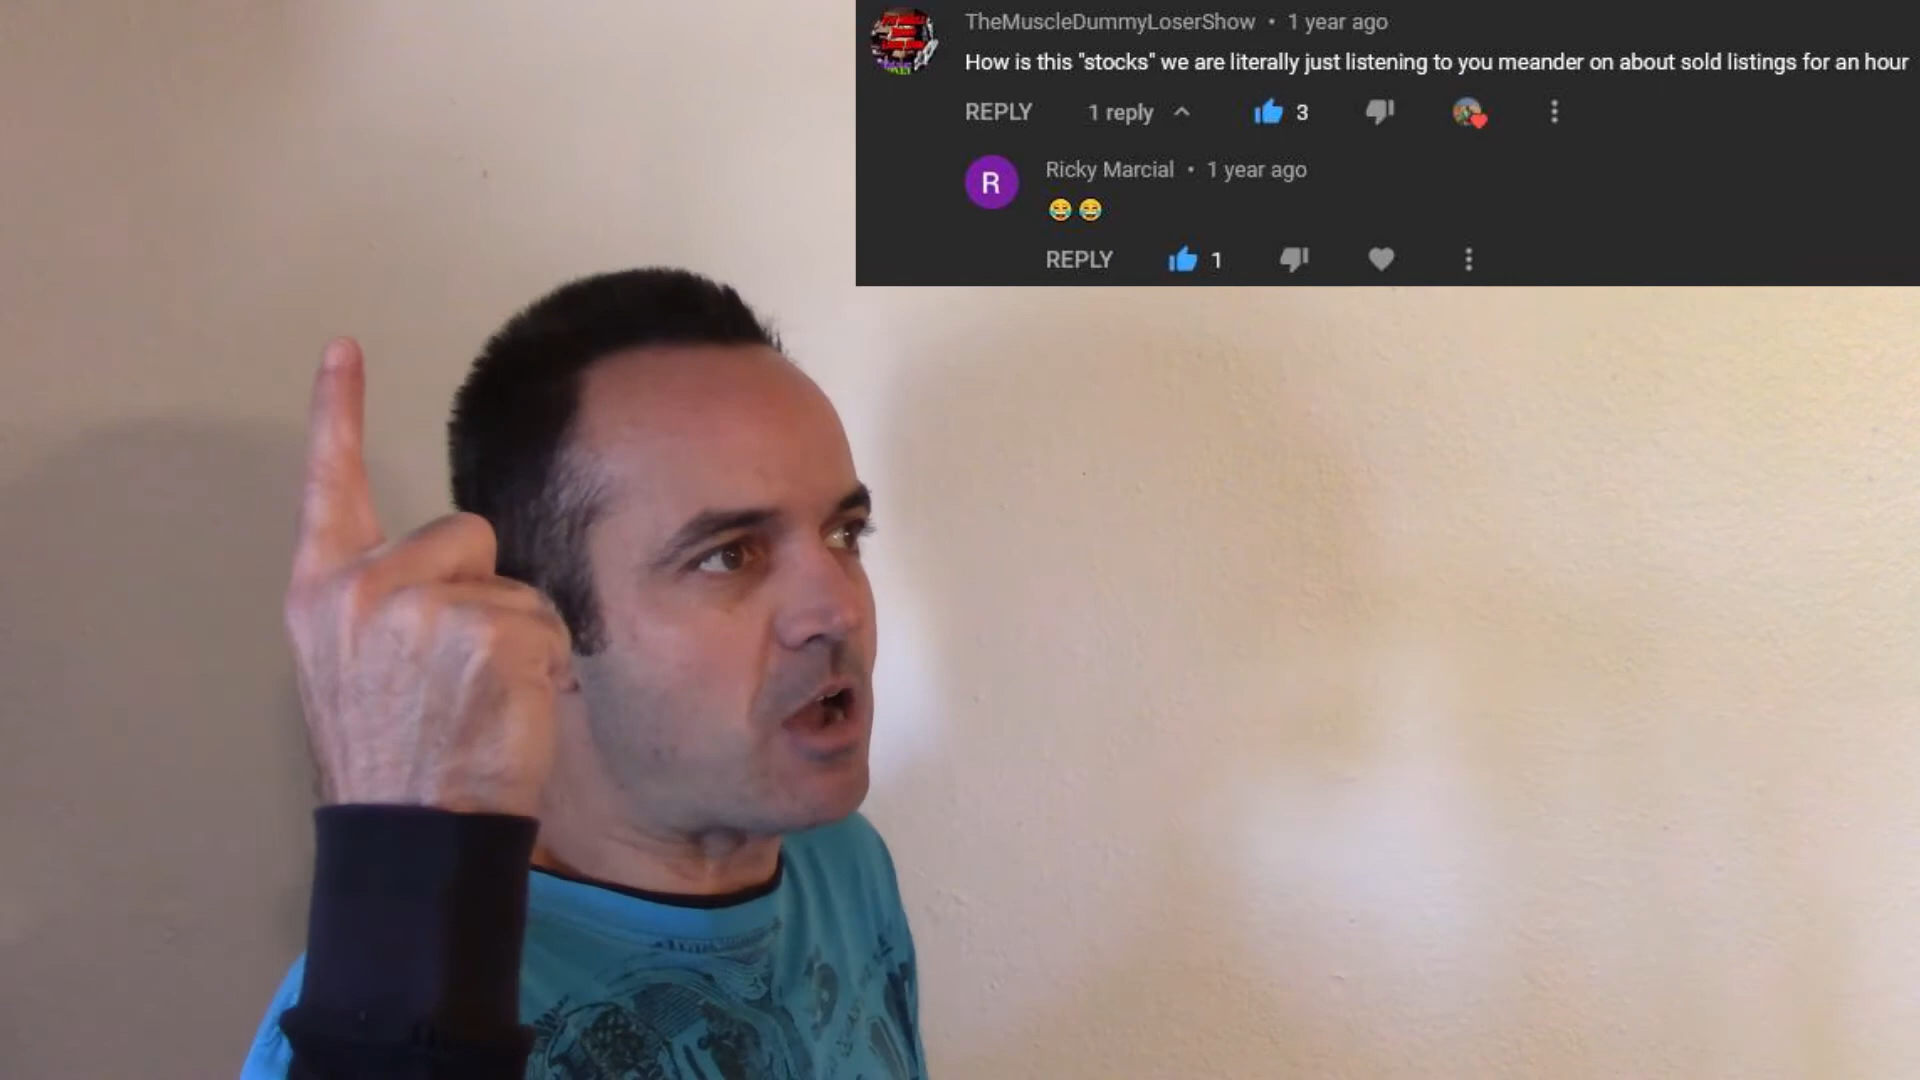 TheMuscleDummyLoserShow • 1 year ago
How is this "stocks" we are literally just listening to you meander on about sold listings for an hour
REPLY 1 reply 3
R
Ricky Marcial • 1 year ago
😂😂
REPLY 1